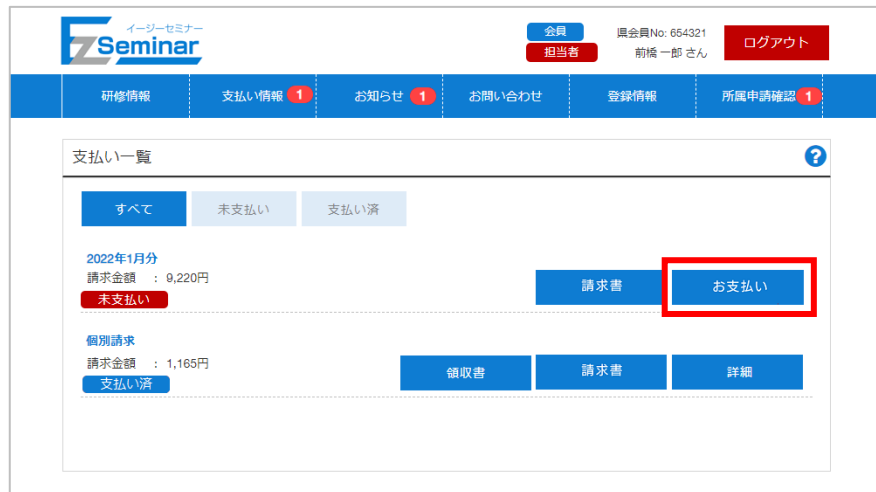 イージーセミナー
EzSeminar
会員
担当者
県会員No: 654321
前橋 一郎 さん
ログアウト
研修情報
支払い情報 1
お知らせ 1
お問い合わせ
登録情報
所属申請確認 1
支払い一覧
?
すべて
未支払い
支払い済
2022年1月分
請求金額 : 9,220円
未支払い
請求書
お支払い
個別請求
請求金額 : 1,165円
支払い済
領収書
請求書
詳細